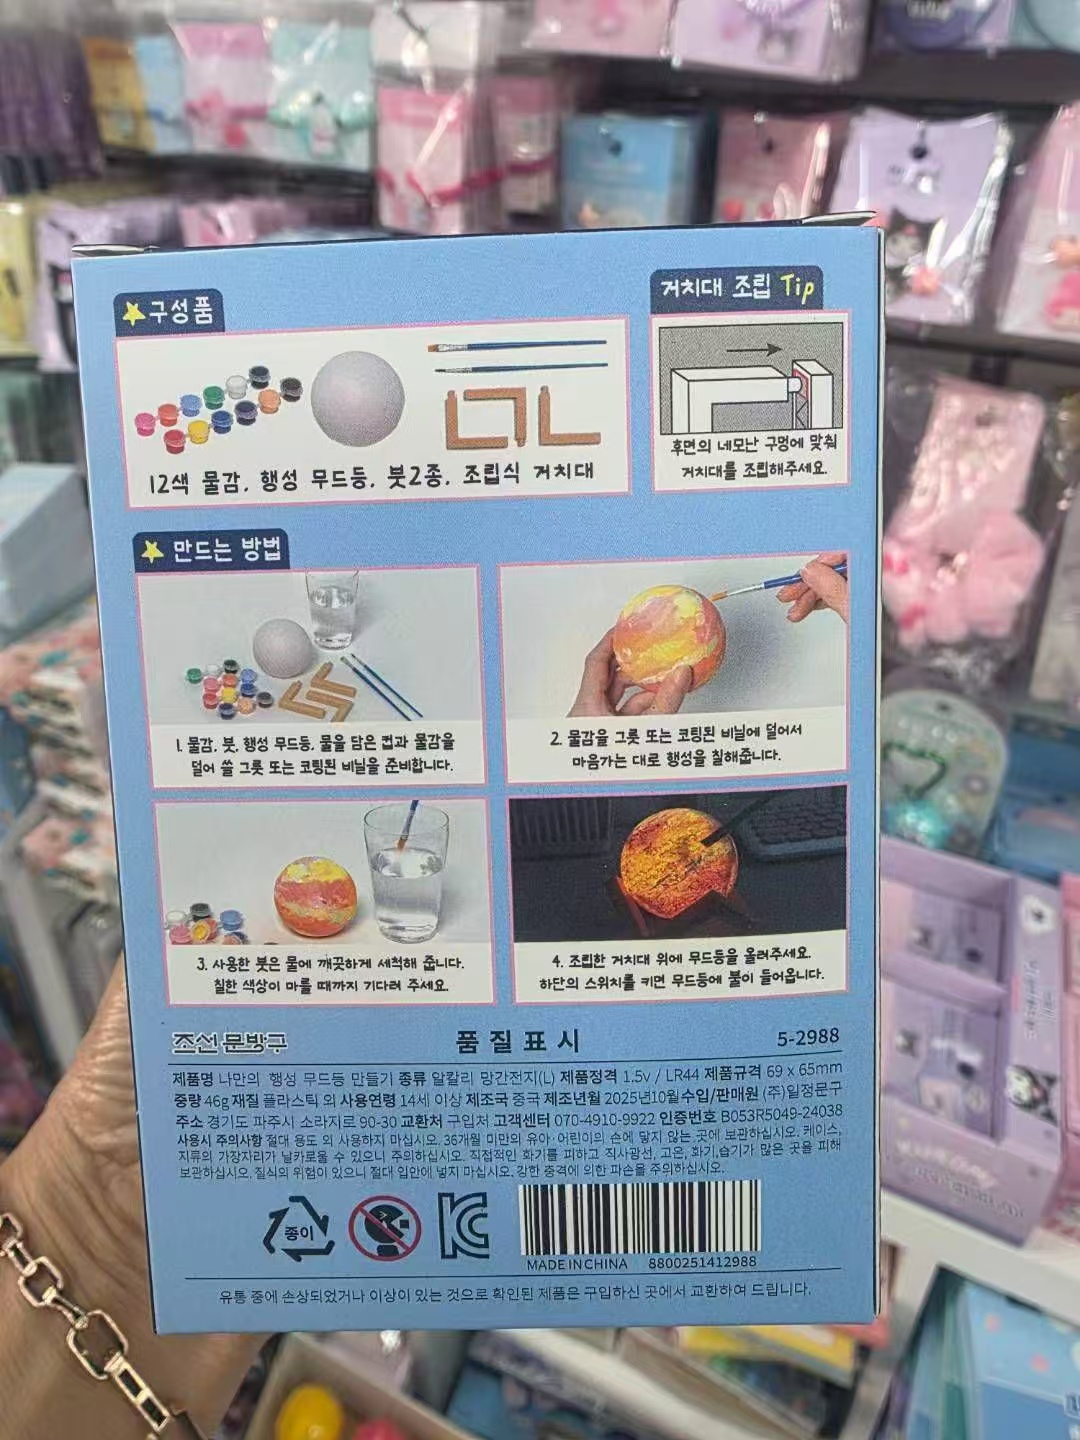 구성품
거치대 조립 Tip
12색 물감, 행성 무드등, 붓2종, 조립식 거치대
후면의 네모난 구멍에 맞춰
거치대를 조립해주세요.
만드는 방법
1. 물감, 붓, 행성 무드등, 물을 담은 컵과 물감을
덜어 쓸 그릇 또는 코팅된 비닐을 준비합니다.
2. 물감을 그릇 또는 코팅된 비닐에 덜어서
마음가는 대로 행성을 칠해줍니다.
3. 사용한 붓은 물에 깨끗하게 세척해 줍니다.
칠한 색상이 마를 때까지 기다려 주세요.
4. 조립한 거치대 위에 무드등을 올려주세요.
하단의 스위치를 키면 무드등에 불이 들어옵니다.
조선문방구 품질표시 5-2988
제품명 나만의 행성 무드등 만들기 종류 알칼리 망간전지(L) 제품정격 1.5v / LR44 제품규격 69 x 65mm
중량 46g 재질 플라스틱 외 사용연령 14세 이상 제조국 중국 제조년월 2025년10월 수입/판매원 (주)일정문구
주소 경기도 파주시 소라지로 90-30 교환처 구입처 고객센터 070-4910-9922 인증번호 B053R5049-24038
사용시 주의사항 절대 용도 외 사용하지 마십시오. 36개월 미만의 유아·어린이의 손에 닿지 않는 곳에 보관하십시오. 케이스,
지류의 가장자리가 날카로울 수 있으니 주의하십시오. 직접적인 화기를 피하고 직사광선, 고온, 화기,습기가 많은 곳을 피해
보관하십시오. 질식의 위험이 있으니 절대 입안에 넣지 마십시오. 강한 충격에 의한 파손을 주의하십시오.
종이
MADE IN CHINA 8800251412988
유통 중에 손상되었거나 이상이 있는 것으로 확인된 제품은 구입하신 곳에서 교환하여 드립니다.